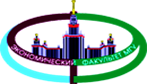 ЭКОНОМИЧЕСКИЙ ФАКУЛЬТЕТ МГУ